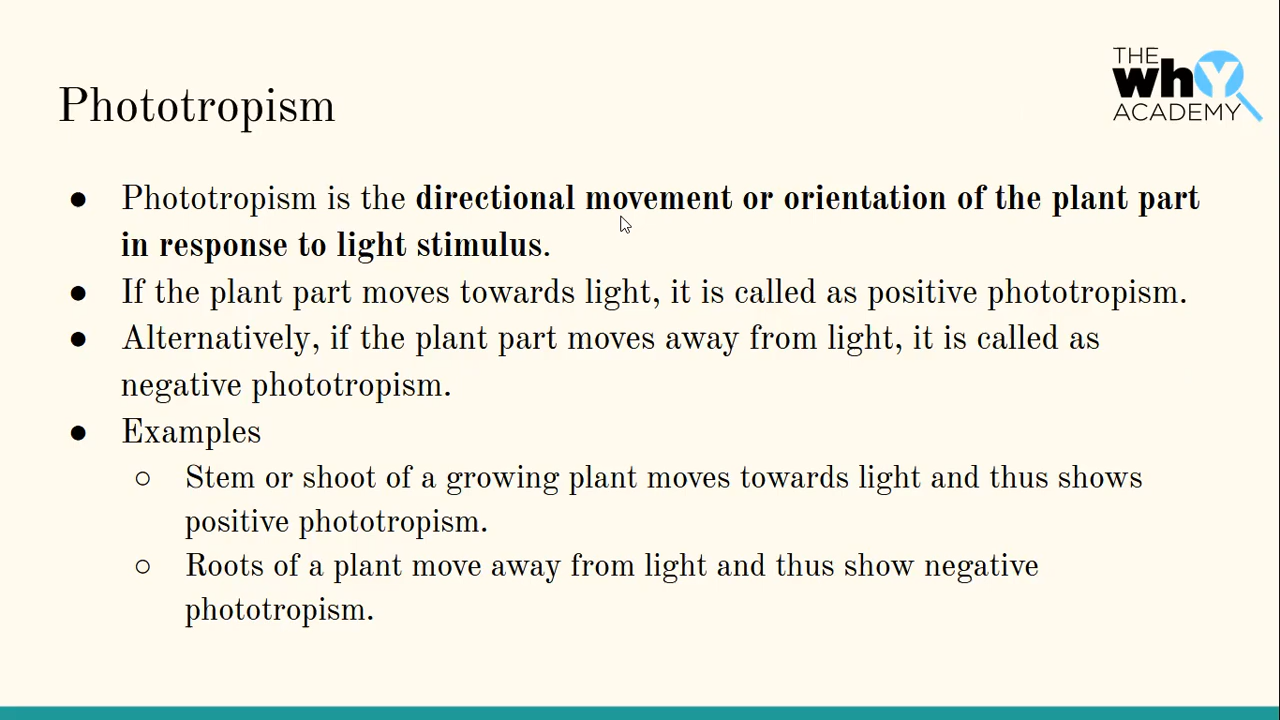 THE
whY
ACADEMY
Phototropism
● Phototropism is the directional movement or orientation of the plant part
in response to light stimulus.
● If the plant part moves towards light, it is called as positive phototropism.
● Alternatively, if the plant part moves away from light, it is called as
negative phototropism.
● Examples
○ Stem or shoot of a growing plant moves towards light and thus shows
positive phototropism.
○ Roots of a plant move away from light and thus show negative
phototropism.